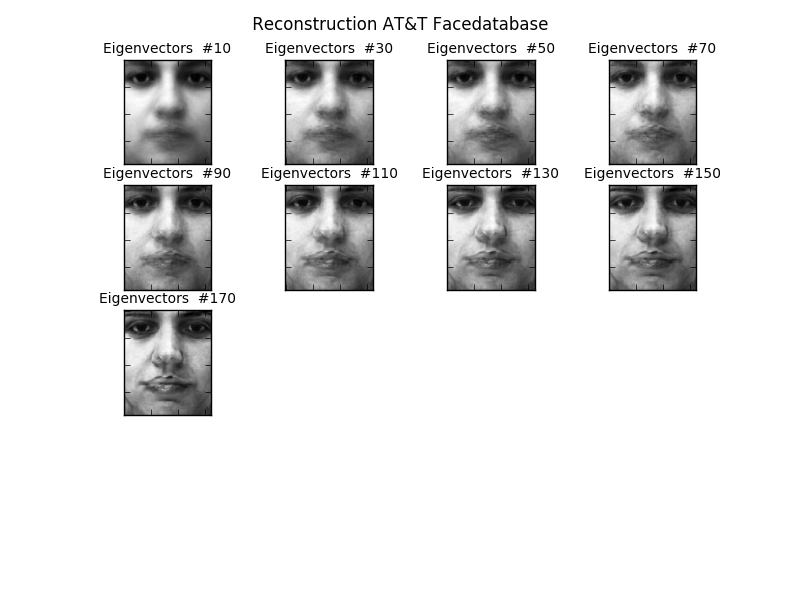 Reconstruction AT&T Facedatabase
Eigenvectors #10
Eigenvectors #30
Eigenvectors #50
Eigenvectors #70
Eigenvectors #90
Eigenvectors #110
Eigenvectors #130
Eigenvectors #150
Eigenvectors #170